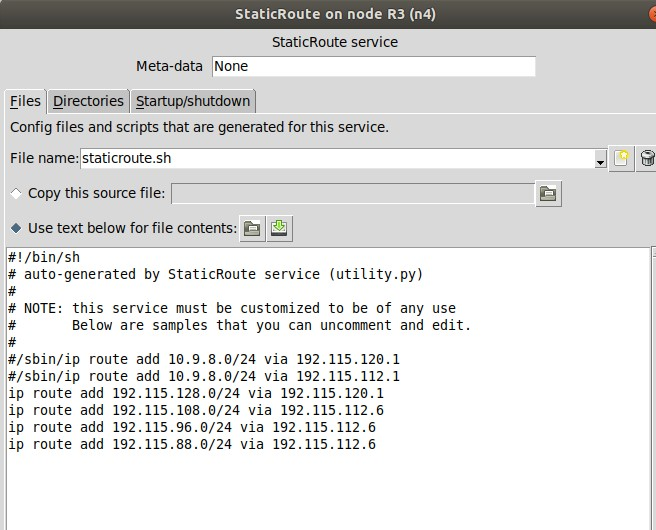 StaticRoute on node R3 (n4)
StaticRoute service
Meta-data None
Files Directories Startup/shutdown
Config files and scripts that are generated for this service.
File name: staticroute.sh
Copy this source file:
Use text below for file contents:
#!/bin/sh
# auto-generated by StaticRoute service (utility.py)
#
# NOTE: this service must be customized to be of any use
#       Below are samples that you can uncomment and edit.
#
#/sbin/ip route add 10.9.8.0/24 via 192.115.120.1
#/sbin/ip route add 10.9.8.0/24 via 192.115.112.1
ip route add 192.115.128.0/24 via 192.115.120.1
ip route add 192.115.108.0/24 via 192.115.112.6
ip route add 192.115.96.0/24 via 192.115.112.6
ip route add 192.115.88.0/24 via 192.115.112.6